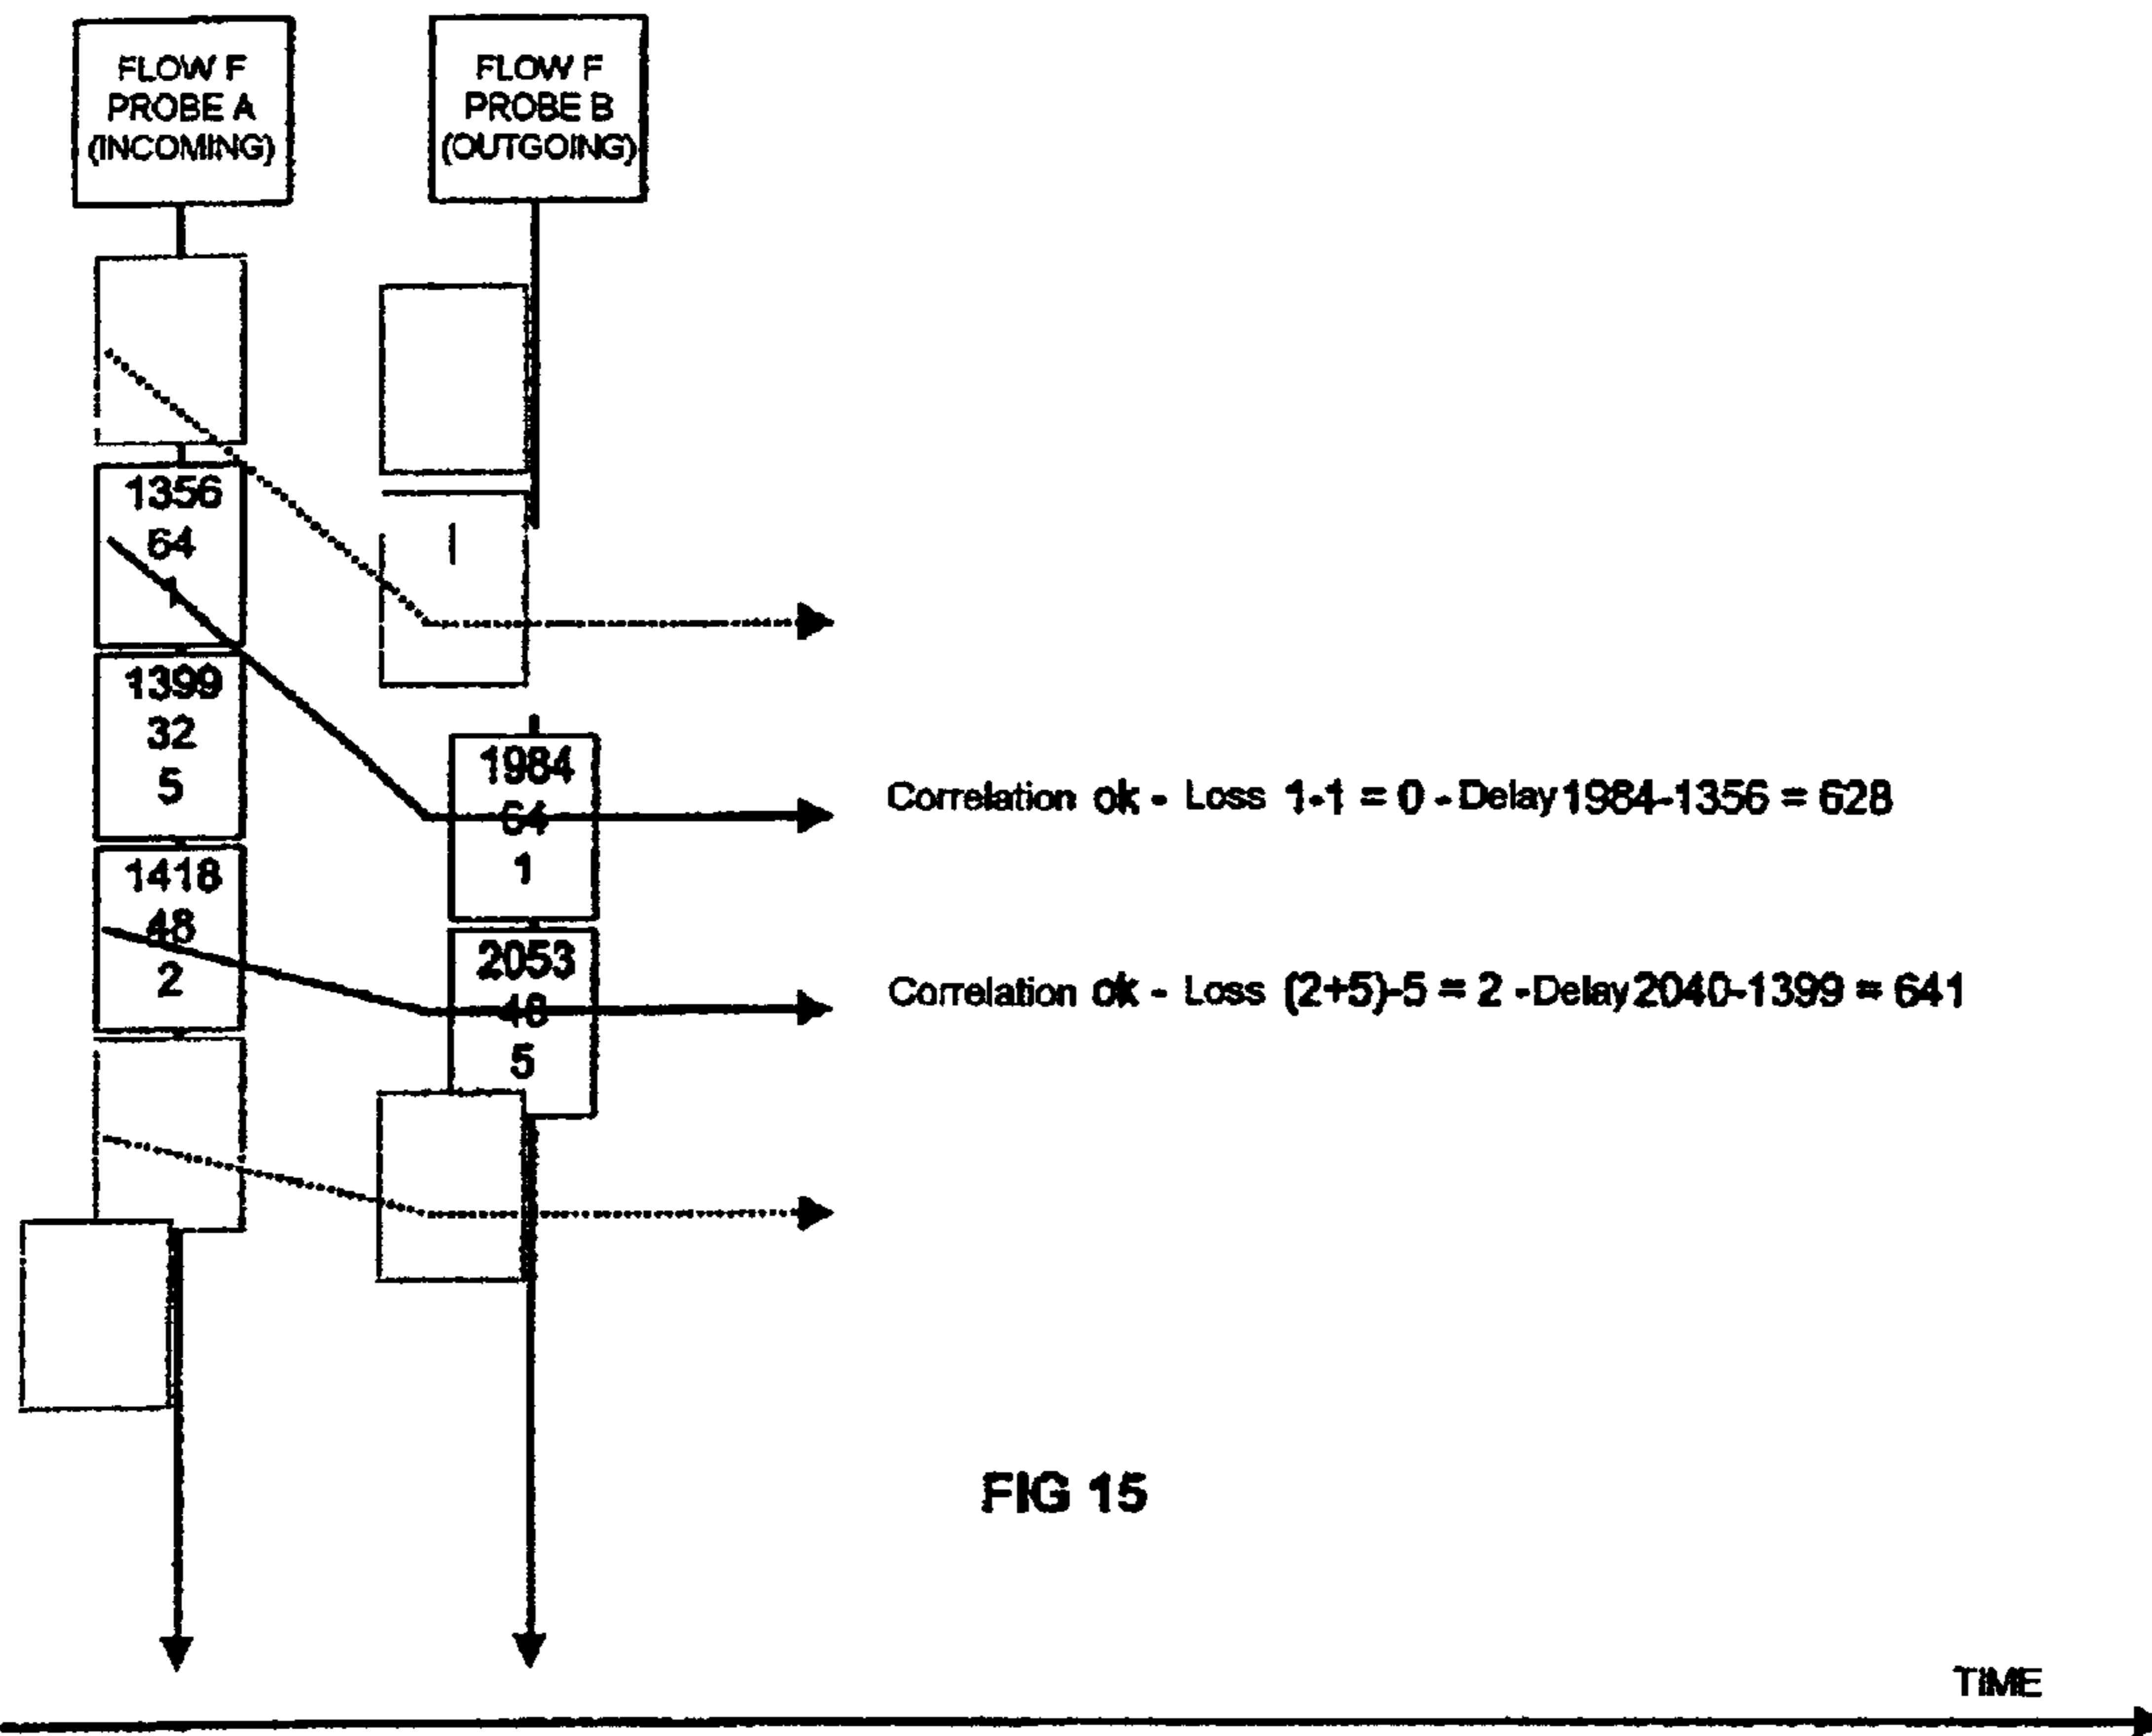 FLOW F
PROBE A
(INCOMING)
FLOW F
PROBE B
(OUTGOING)
1356
64
1
1399
32
5
1418
48
2
1984
64
1
2053
48
5
Correlation ok - Loss 1-1 = 0 - Delay 1984-1356 = 628
Correlation ok - Loss (2+5)-5 = 2 - Delay 2040-1399 = 641
FIG 15
TIME